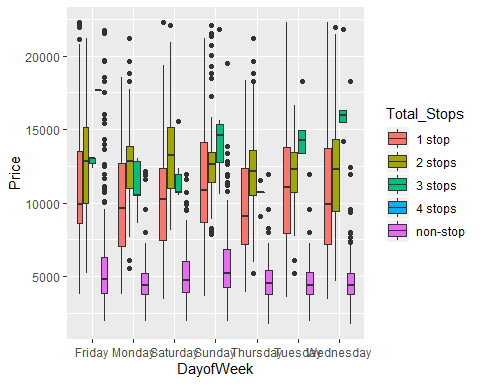 20000
15000
10000
5000
Price
Friday Monday Saturday Sunday Thursday Tuesday Wednesday
DayofWeek
Total_Stops
1 stop
2 stops
3 stops
4 stops
non-stop